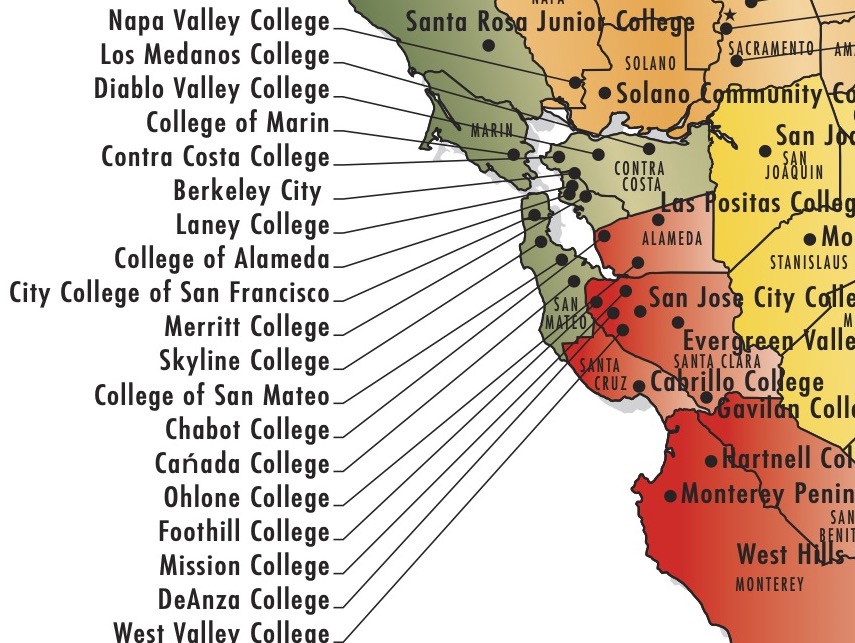 NAPA
Napa Valley College
Santa Rosa Junior College
Los Medanos College
SACRAMENTO
SOLANO
Diablo Valley College
Solano Community Co
College of Marin
MARIN
San Joa
Contra Costa College
SAN
JOAQUIN
CONTRA
COSTA
Berkeley City
Las Positas Colleg
Laney College
ALAMEDA
Mo
College of Alameda
STANISLAUS
City College of San Francisco
San Jose City Colle
SAN
MATEO
Merritt College
Evergreen Valle
Skyline College
SANTA CLARA
SANTA
CRUZ
Cabrillo College
College of San Mateo
Gavilan Colle
Chabot College
Cańada College
Hartnell Col
Ohlone College
Monterey Penin
Foothill College
SAN
BENIT
Mission College
West Hills
MONTEREY
DeAnza College
West Valley College